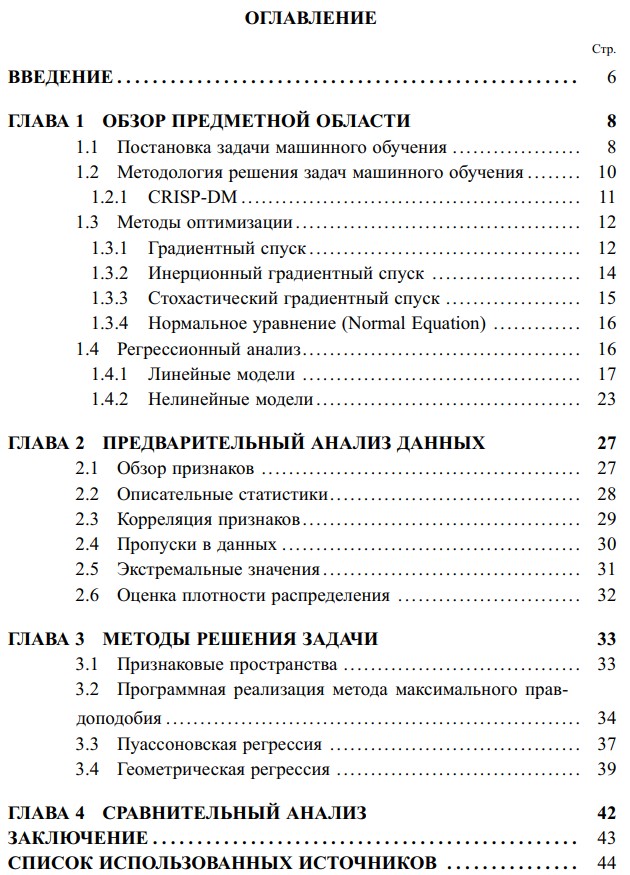 ОГЛАВЛЕНИЕ
Стр.
ВВЕДЕНИЕ . . . . . . . . . . . . . . . . . . . . . . . . . . . . . . 6
ГЛАВА 1 ОБЗОР ПРЕДМЕТНОЙ ОБЛАСТИ 8
1.1 Постановка задачи машинного обучения . . . . . . . . . . 8
1.2 Методология решения задач машинного обучения . . . . . . . . 10
1.2.1 CRISP-DM . . . . . . . . . . . . . . . . . . . . 11
1.3 Методы оптимизации . . . . . . . . . . . . . . . . . . . . 12
1.3.1 Градиентный спуск . . . . . . . . . . . . . . . . . . . . 12
1.3.2 Инерционный градиентный спуск . . . . . . . . . . 14
1.3.3 Стохастический градиентный спуск . . . . . . . . . . 15
1.3.4 Нормальное уравнение (Normal Equation) . . . . . . . . 16
1.4 Регрессионный анализ . . . . . . . . . . . . . . . . . . . . 16
1.4.1 Линейные модели . . . . . . . . . . . . . . . . . . . . 17
1.4.2 Нелинейные модели . . . . . . . . . . . . . . . . . . . . 23
ГЛАВА 2 ПРЕДВАРИТЕЛЬНЫЙ АНАЛИЗ ДАННЫХ 27
2.1 Обзор признаков . . . . . . . . . . . . . . . . . . . . 27
2.2 Описательные статистики . . . . . . . . . . . . . . . . . . . . 28
2.3 Корреляция признаков . . . . . . . . . . . . . . . . . . . . 29
2.4 Пропуски в данных . . . . . . . . . . . . . . . . . . . . 30
2.5 Экстремальные значения . . . . . . . . . . . . . . . . . . . . 31
2.6 Оценка плотности распределения . . . . . . . . . . 32
ГЛАВА 3 МЕТОДЫ РЕШЕНИЯ ЗАДАЧИ 33
3.1 Признаковые пространства . . . . . . . . . . . . . . . . . . . . 33
3.2 Программная реализация метода максимального прав-
доподобия . . . . . . . . . . . . . . . . . . . . . . . . . . . . . . 34
3.3 Пуассоновская регрессия . . . . . . . . . . . . . . . . . . . . 37
3.4 Геометрическая регрессия . . . . . . . . . . . . . . . . . . . . 39
ГЛАВА 4 СРАВНИТЕЛЬНЫЙ АНАЛИЗ 42
ЗАКЛЮЧЕНИЕ . . . . . . . . . . . . . . . . . . . . . . . . . . . . . . 43
СПИСОК ИСПОЛЬЗОВАННЫХ ИСТОЧНИКОВ . . . . . . . . . . 44